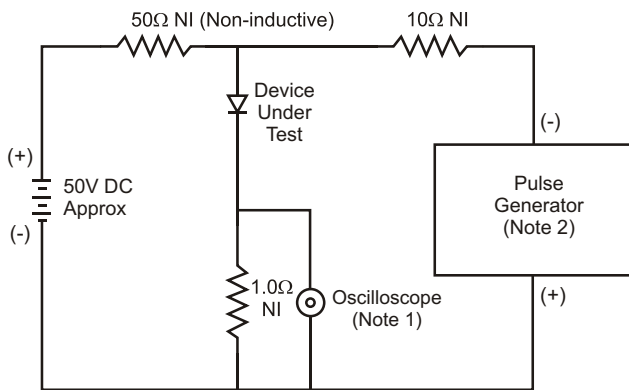 50Ω NI (Non-inductive)
10Ω NI
Device
Under
Test
(+)
50V DC
Approx
(-)
(-)
Pulse
Generator
(Note 2)
(+)
1.0Ω
NI
Oscilloscope
(Note 1)